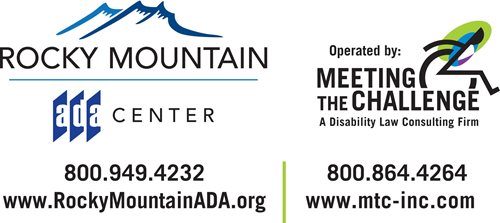 ROCKY MOUNTAIN
ada CENTER
800.949.4232
www.RockyMountainADA.org
Operated by:
MEETING
THE CHALLENGE
A Disability Law Consulting Firm
800.864.4264
www.mtc-inc.com